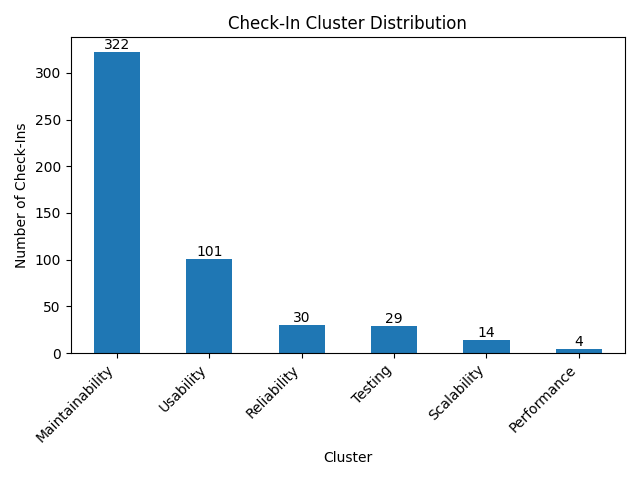 Check-In Cluster Distribution
Number of Check-Ins
300
250
200
150
100
50
0
322
101
30
29
14
4
Maintainability
Usability
Reliability
Testing
Scalability
Performance
Cluster